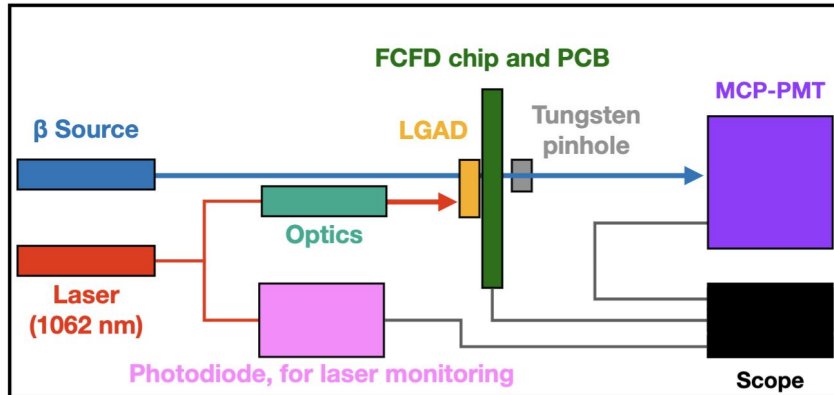 FCFD chip and PCB
MCP-PMT
β Source
LGAD
Tungsten
pinhole
Optics
Laser
(1062 nm)
Photodiode, for laser monitoring
Scope